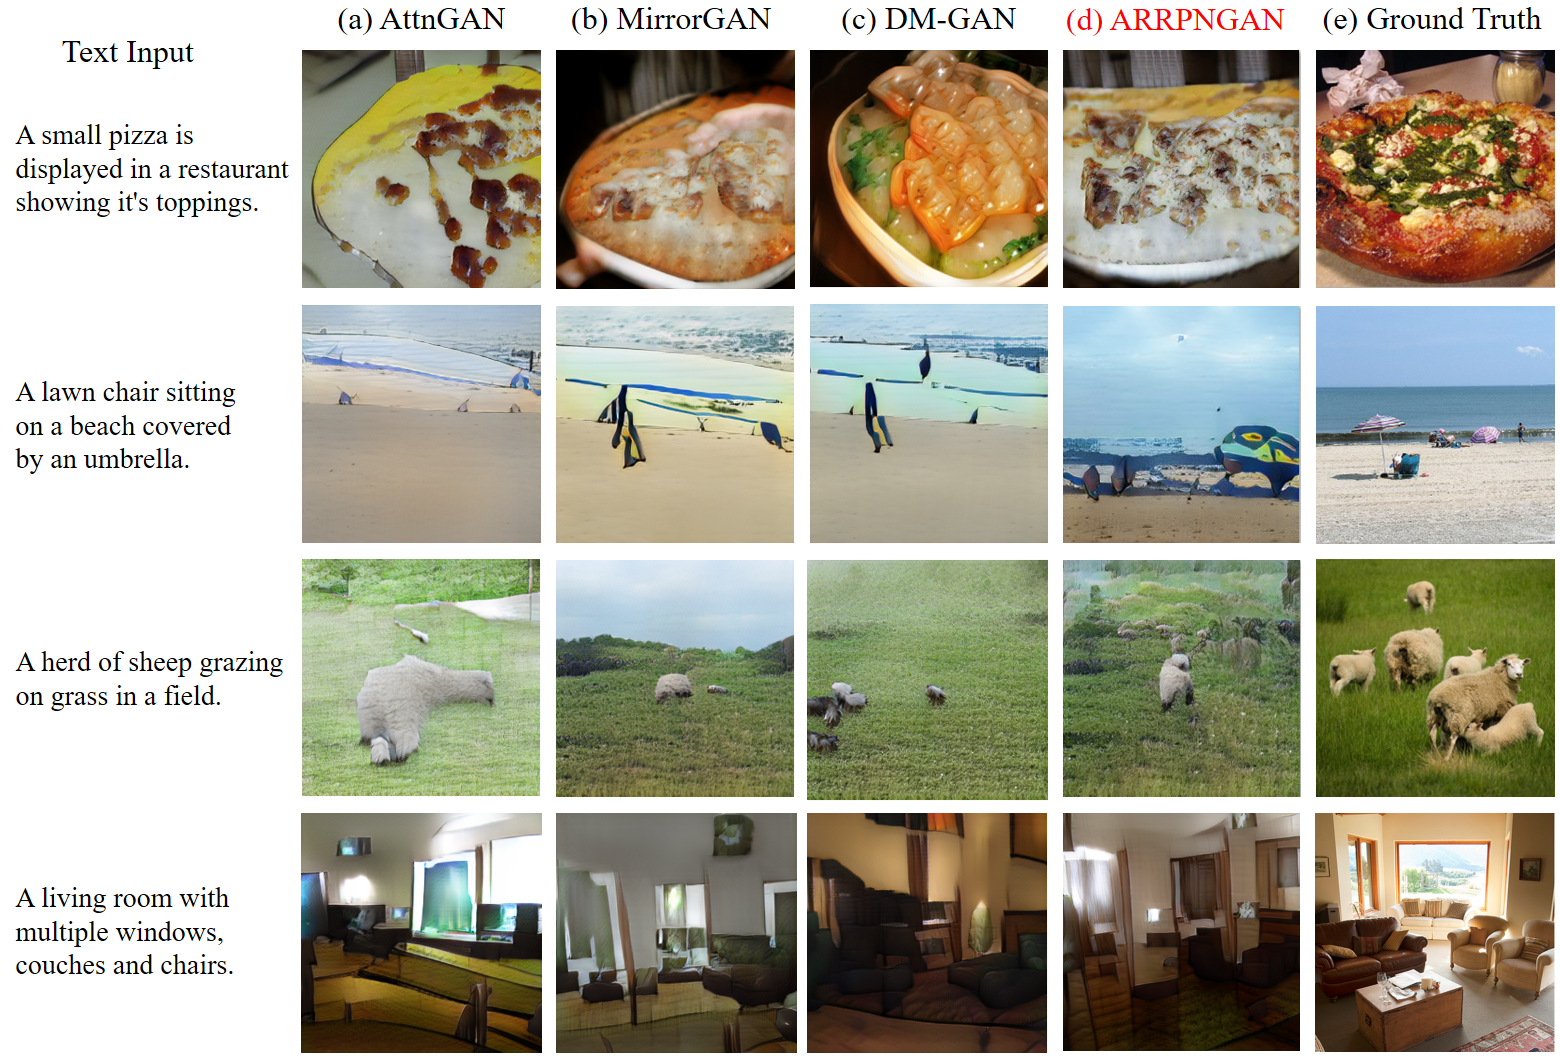 (a) AttnGAN
(b) MirrorGAN
(c) DM-GAN
(d) ARRPNGAN
(e) Ground Truth
Text Input
A small pizza is
displayed in a restaurant
showing it's toppings.
A lawn chair sitting
on a beach covered
by an umbrella.
A herd of sheep grazing
on grass in a field.
A living room with
multiple windows,
couches and chairs.